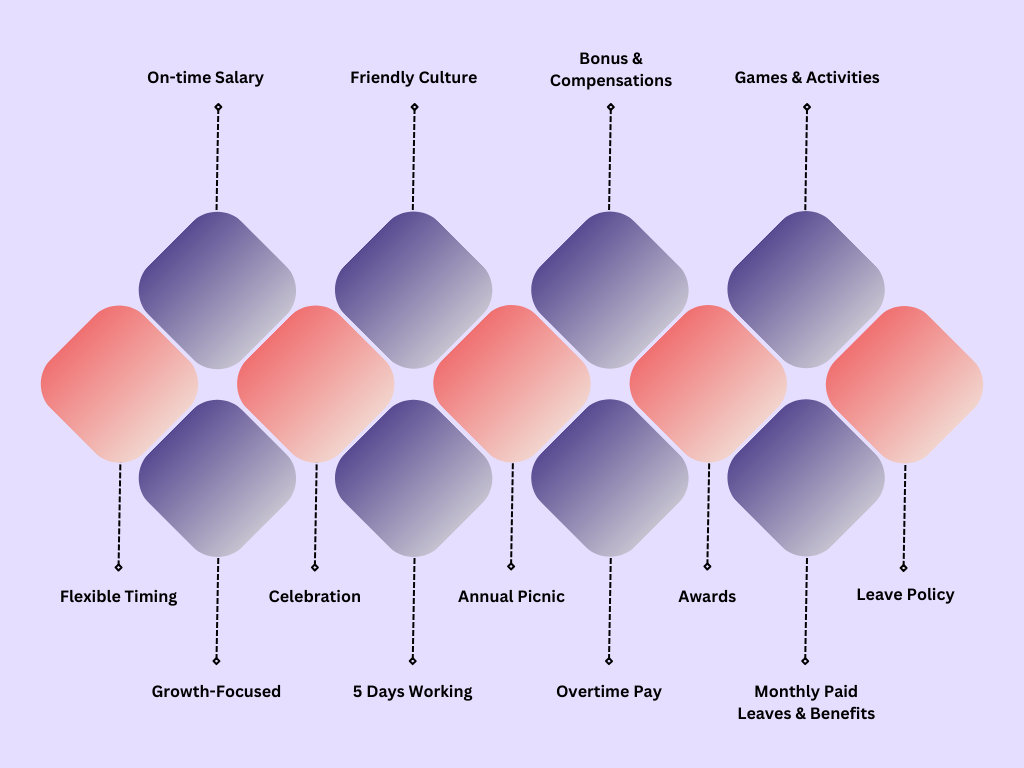 On-time Salary
Friendly Culture
Bonus &
Compensations
Games & Activities
Flexible Timing
Celebration
Annual Picnic
Awards
Leave Policy
Growth-Focused
5 Days Working
Overtime Pay
Monthly Paid
Leaves & Benefits